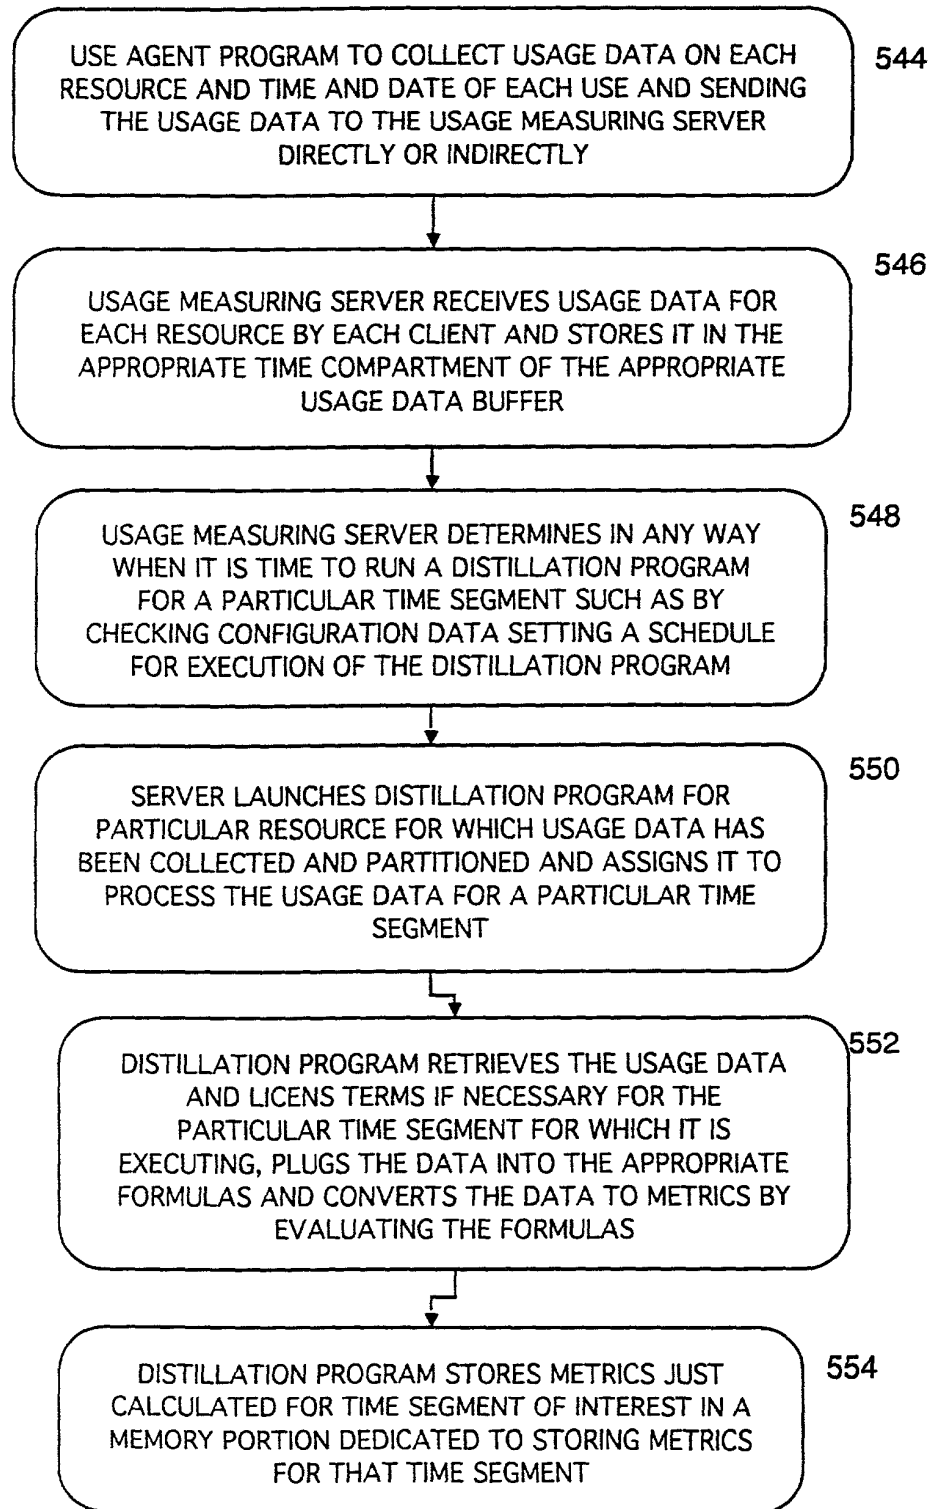 USE AGENT PROGRAM TO COLLECT USAGE DATA ON EACH
RESOURCE AND TIME AND DATE OF EACH USE AND SENDING
THE USAGE DATA TO THE USAGE MEASURING SERVER
DIRECTLY OR INDIRECTLY
544
USAGE MEASURING SERVER RECEIVES USAGE DATA FOR
EACH RESOURCE BY EACH CLIENT AND STORES IT IN THE
APPROPRIATE TIME COMPARTMENT OF THE APPROPRIATE
USAGE DATA BUFFER
546
USAGE MEASURING SERVER DETERMINES IN ANY WAY
WHEN IT IS TIME TO RUN A DISTILLATION PROGRAM
FOR A PARTICULAR TIME SEGMENT SUCH AS BY
CHECKING CONFIGURATION DATA SETTING A SCHEDULE
FOR EXECUTION OF THE DISTILLATION PROGRAM
548
SERVER LAUNCHES DISTILLATION PROGRAM FOR
PARTICULAR RESOURCE FOR WHICH USAGE DATA HAS
BEEN COLLECTED AND PARTITIONED AND ASSIGNS IT TO
PROCESS THE USAGE DATA FOR A PARTICULAR TIME
SEGMENT
550
DISTILLATION PROGRAM RETRIEVES THE USAGE DATA
AND LICENS TERMS IF NECESSARY FOR THE
PARTICULAR TIME SEGMENT FOR WHICH IT IS
EXECUTING, PLUGS THE DATA INTO THE APPROPRIATE
FORMULAS AND CONVERTS THE DATA TO METRICS BY
EVALUATING THE FORMULAS
552
DISTILLATION PROGRAM STORES METRICS JUST
CALCULATED FOR TIME SEGMENT OF INTEREST IN A
MEMORY PORTION DEDICATED TO STORING METRICS
FOR THAT TIME SEGMENT
554